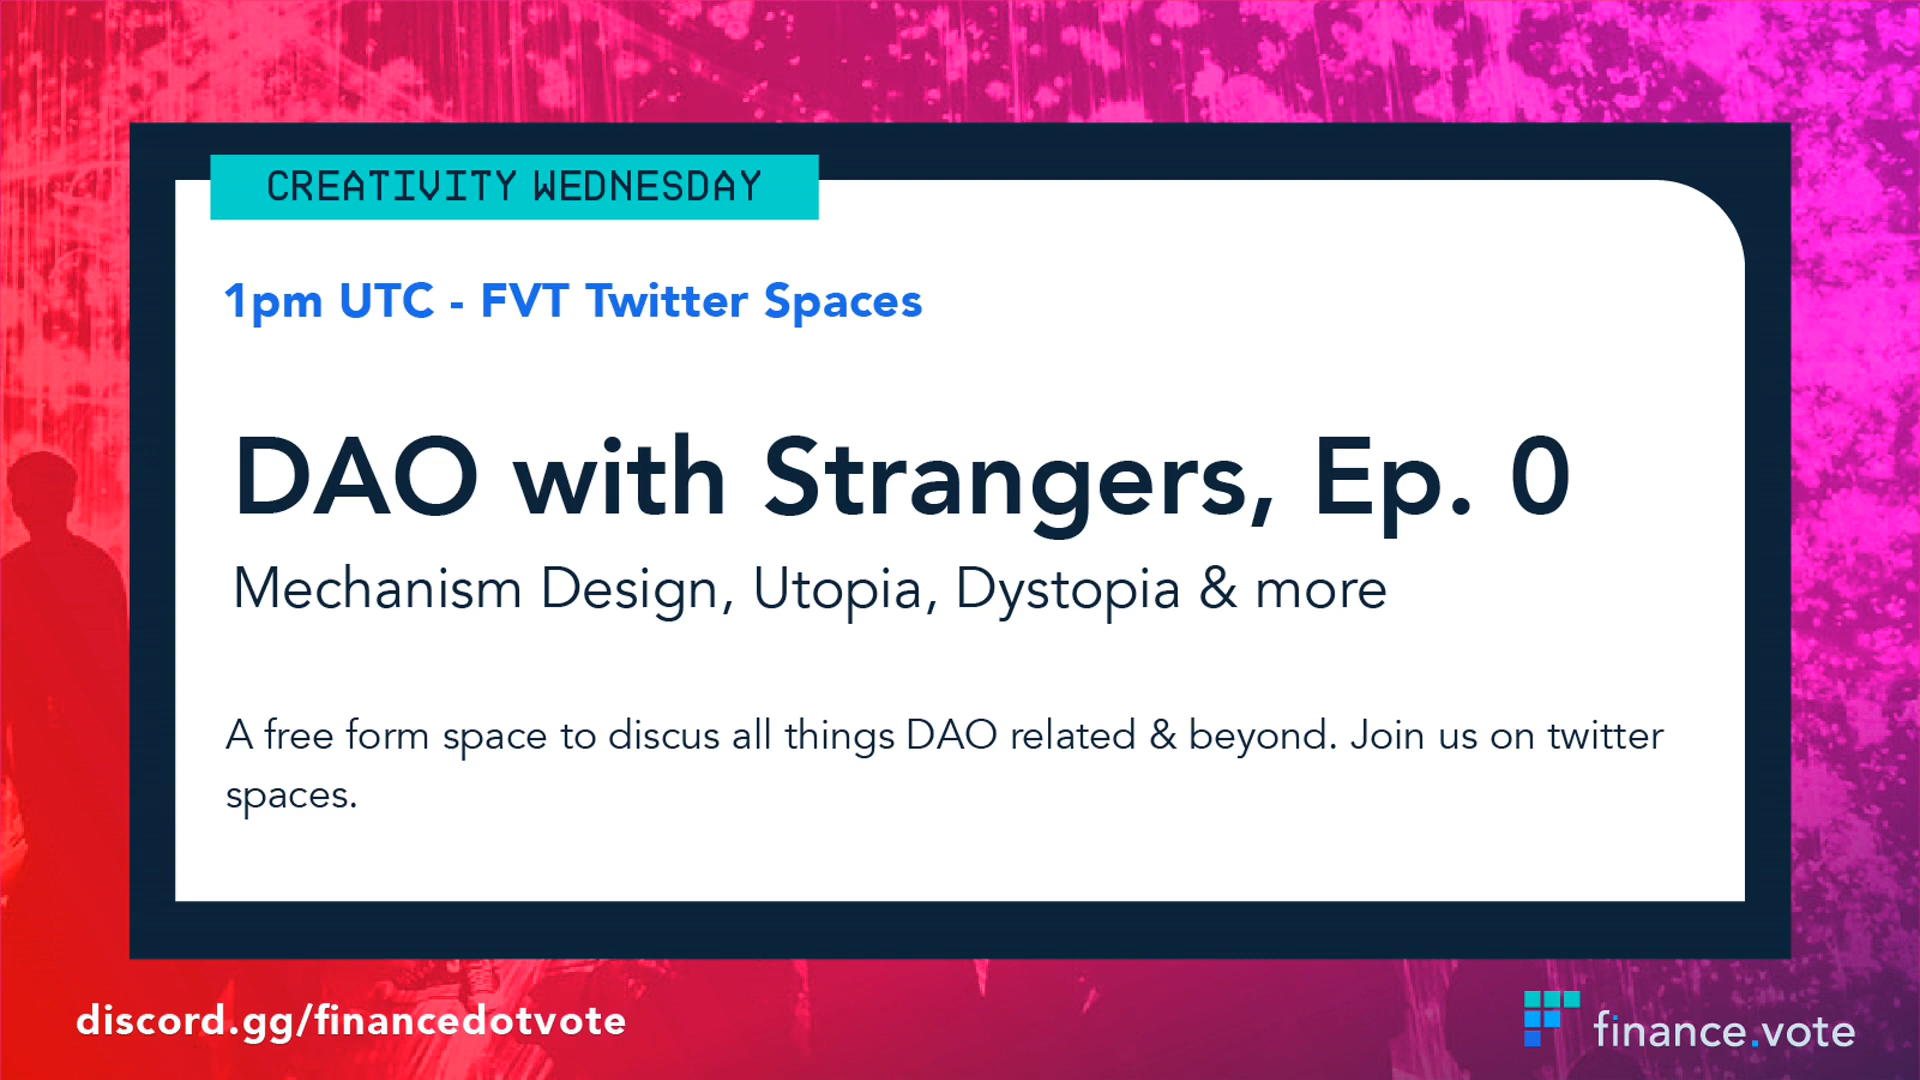 CREATIVITY WEDNESDAY
1pm UTC - FVT Twitter Spaces
DAO with Strangers, Ep. 0
Mechanism Design, Utopia, Dystopia & more
A free form space to discus all things DAO related & beyond. Join us on twitter
spaces.
discord.gg/financedotvote
finance.vote